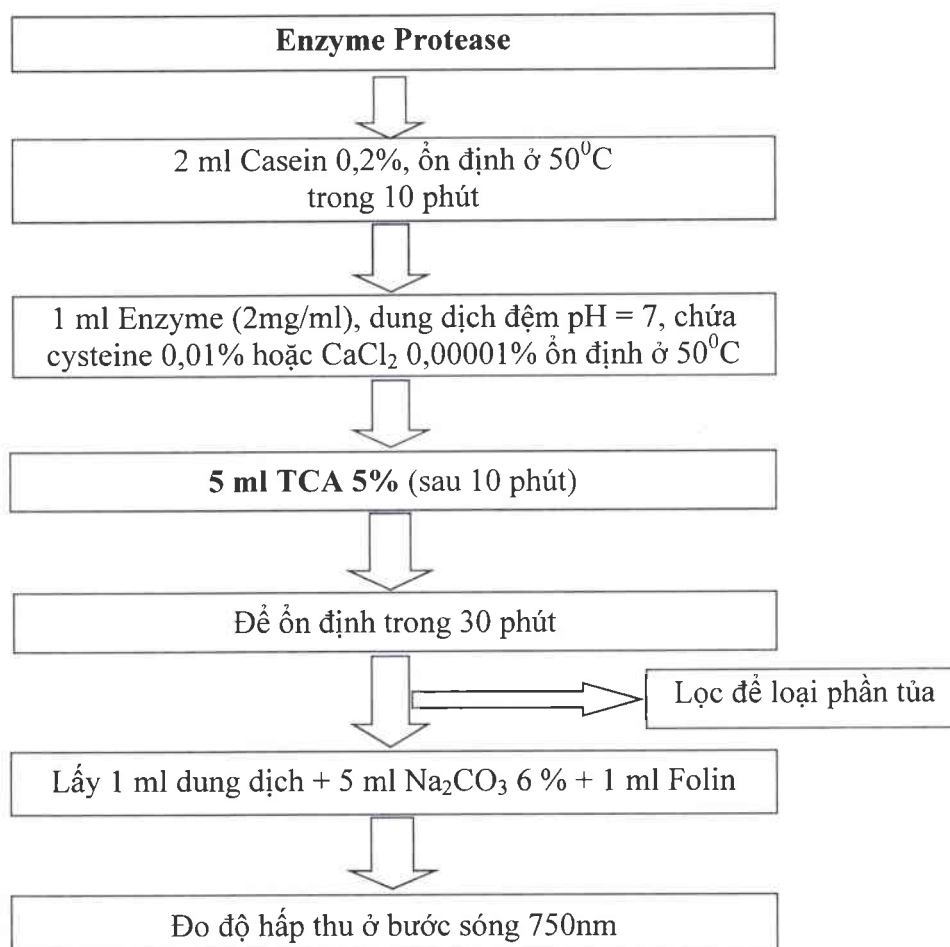 Enzyme Protease
2 ml Casein 0,2%, ổn định ở 50⁰C
trong 10 phút
1 ml Enzyme (2mg/ml), dung dịch đệm pH = 7, chứa
cysteine 0,01% hoặc CaCl₂ 0,00001% ổn định ở 50⁰C
5 ml TCA 5% (sau 10 phút)
Để ổn định trong 30 phút
Lọc để loại phần tủa
Lấy 1 ml dung dịch + 5 ml Na₂CO₃ 6 % + 1 ml Folin
Đo độ hấp thu ở bước sóng 750nm